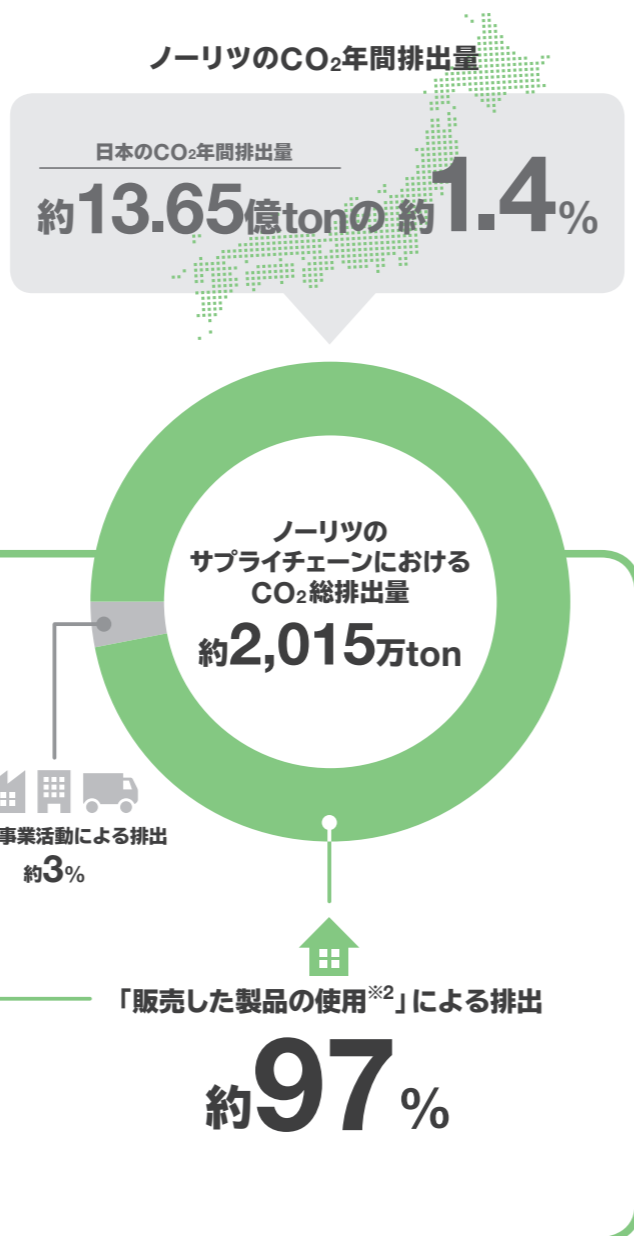 ノーリツのCO₂年間排出量
日本のCO₂年間排出量
約13.65億tonの 約1.4%
ノーリツの
サプライチェーンにおける
CO₂総排出量
約2,015万ton
事業活動による排出
約3%
「販売した製品の使用※2」による排出
約97%